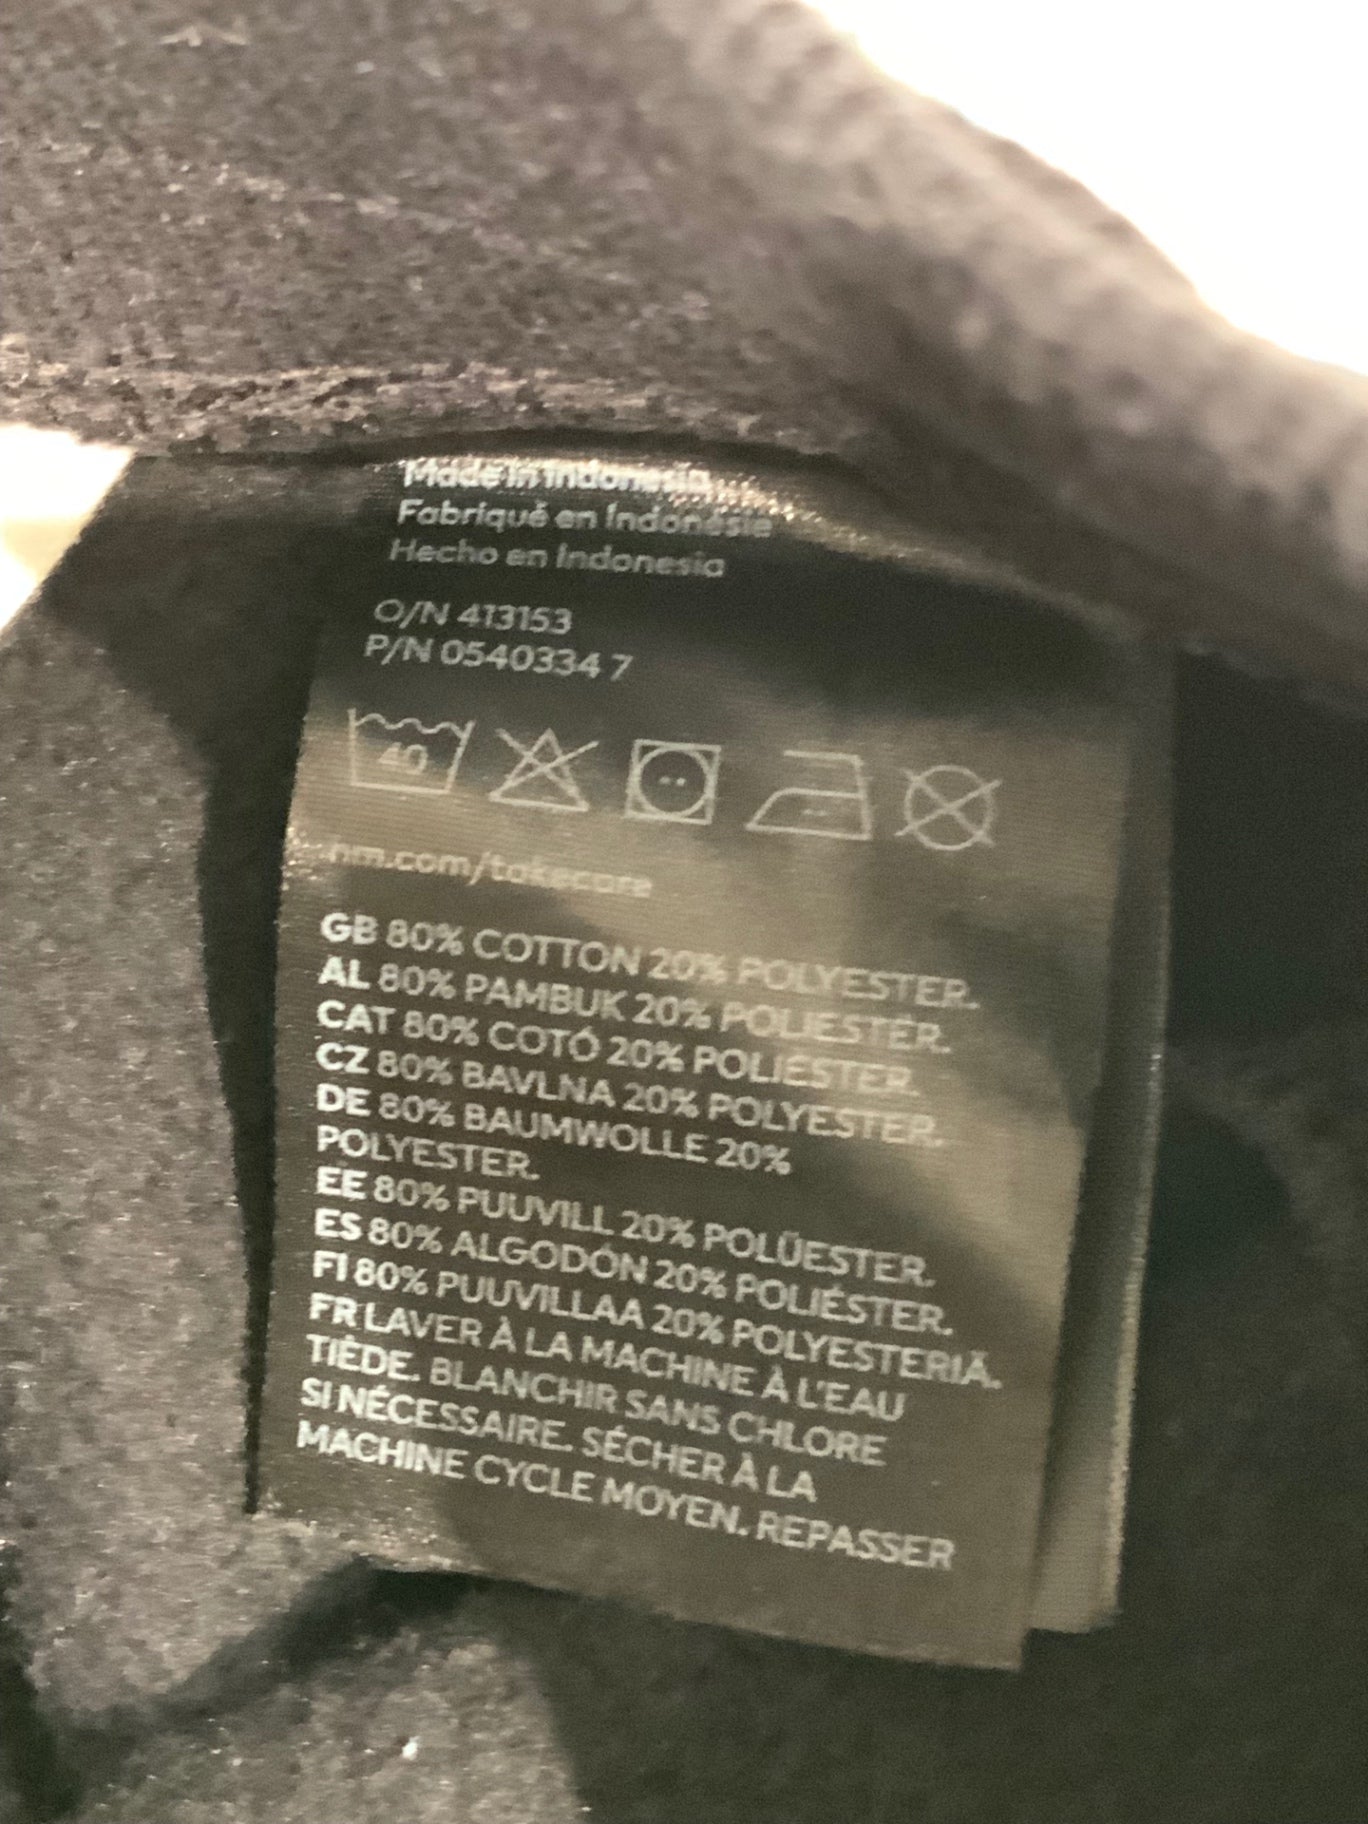 Made in Indonesia
Fabriqué en Indonésie
Hecho en Indonesia
O/N 413153
P/N 0540334 7
40
hm.com/takecare
GB 80% COTTON 20% POLYESTER.
AL 80% PAMBUK 20% POLIESTËR.
CAT 80% COTÓ 20% POLIÈSTER.
CZ 80% BAVLNA 20% POLYESTER.
DE 80% BAUMWOLLE 20%
POLYESTER.
EE 80% PUUVILL 20% POLÜESTER.
ES 80% ALGODÓN 20% POLIÉSTER.
FI 80% PUUVILLAA 20% POLYESTERIÄ.
FR LAVER À LA MACHINE À L'EAU
TIÈDE. BLANCHIR SANS CHLORE
SI NÉCESSAIRE. SÉCHER À LA
MACHINE CYCLE MOYEN. REPASSER